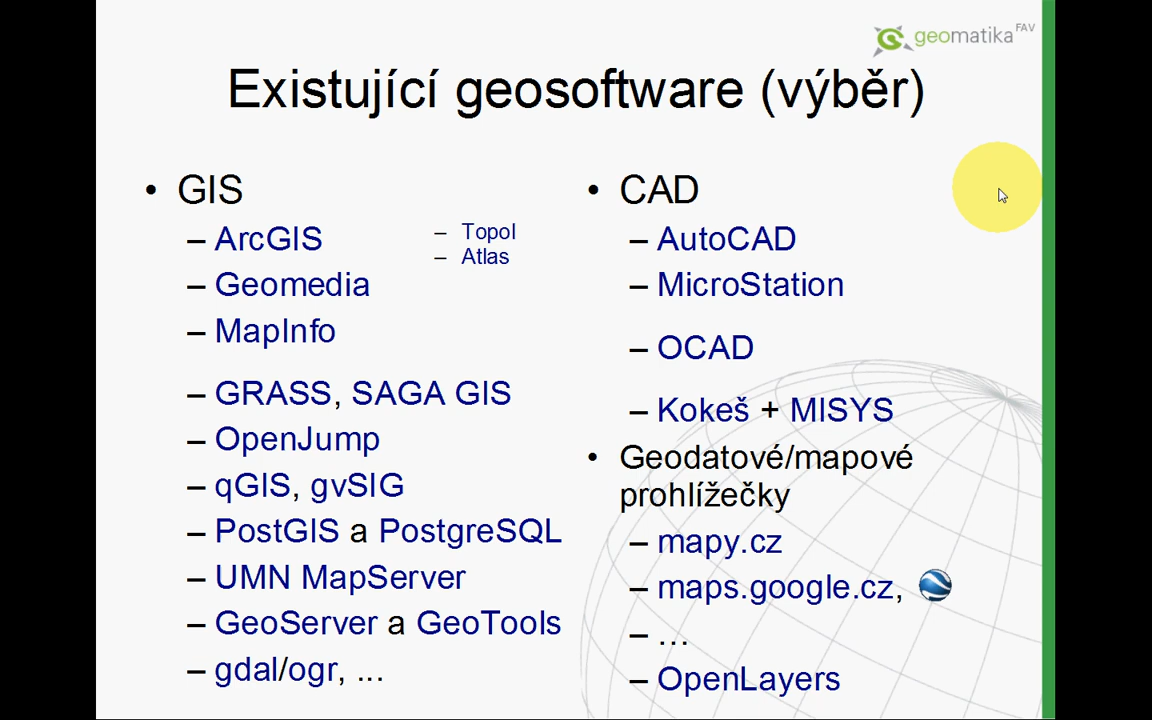 geomatika FAV
Existující geosoftware (výběr)
• GIS
– ArcGIS
– Geomedia
– MapInfo
– Topol
– Atlas
– GRASS, SAGA GIS
– OpenJump
– qGIS, gvSIG
– PostGIS a PostgreSQL
– UMN MapServer
– GeoServer a GeoTools
– gdal/ogr, ...
• CAD
– AutoCAD
– MicroStation
– OCAD
– Kokeš + MISYS
• Geodatové/mapové
prohlížečky
– mapy.cz
– maps.google.cz,
– ...
– OpenLayers